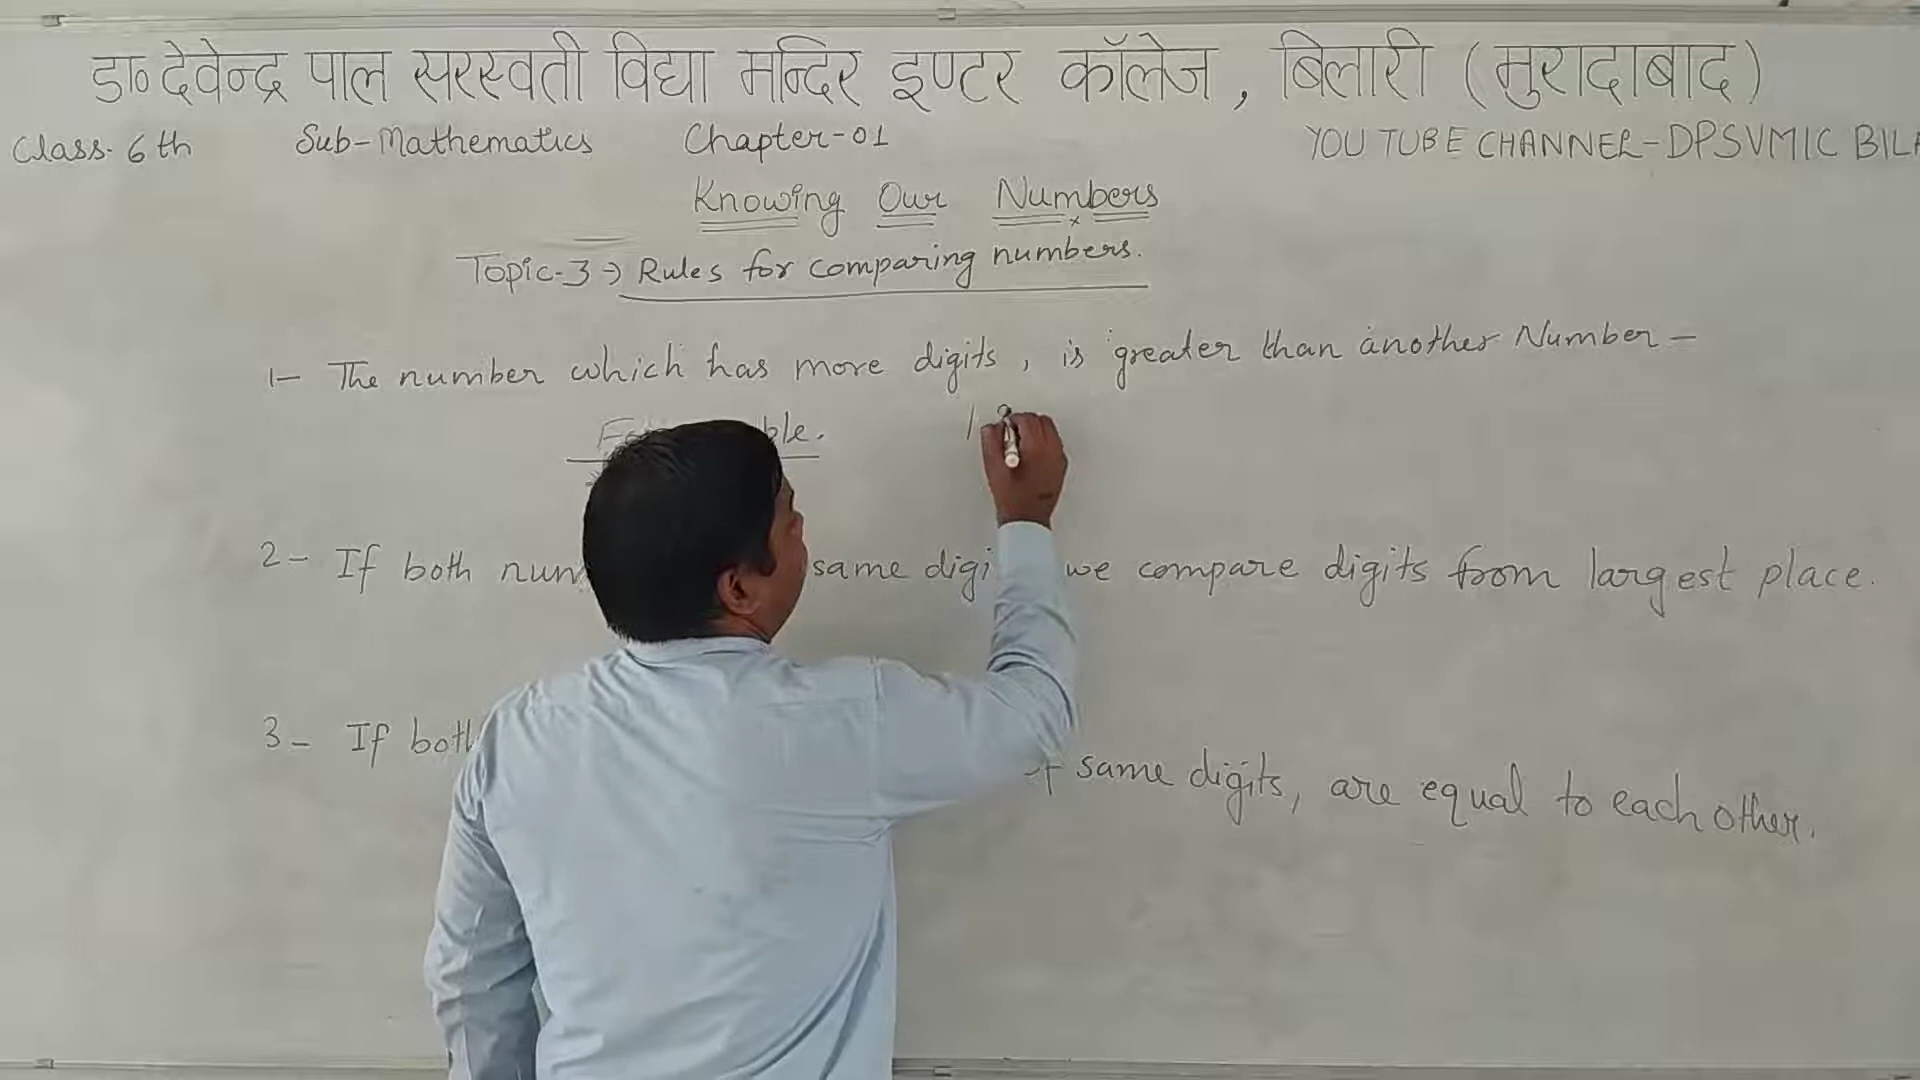 डा० देवेन्द्र पाल सरस्वती विद्या मन्दिर इण्टर कॉलेज, बिलारी (मुरादाबाद)
Class- 6th Sub-Mathematics Chapter-01 YOU TUBE CHANNEL-DPSVMIC
Knowing Our Numbers
Topic-3 → Rules for comparing numbers.
1- The number which has more digits, is greater than another Number -
2- If both same we compare digits from largest place.
3- If both same digits, are equal to each other.